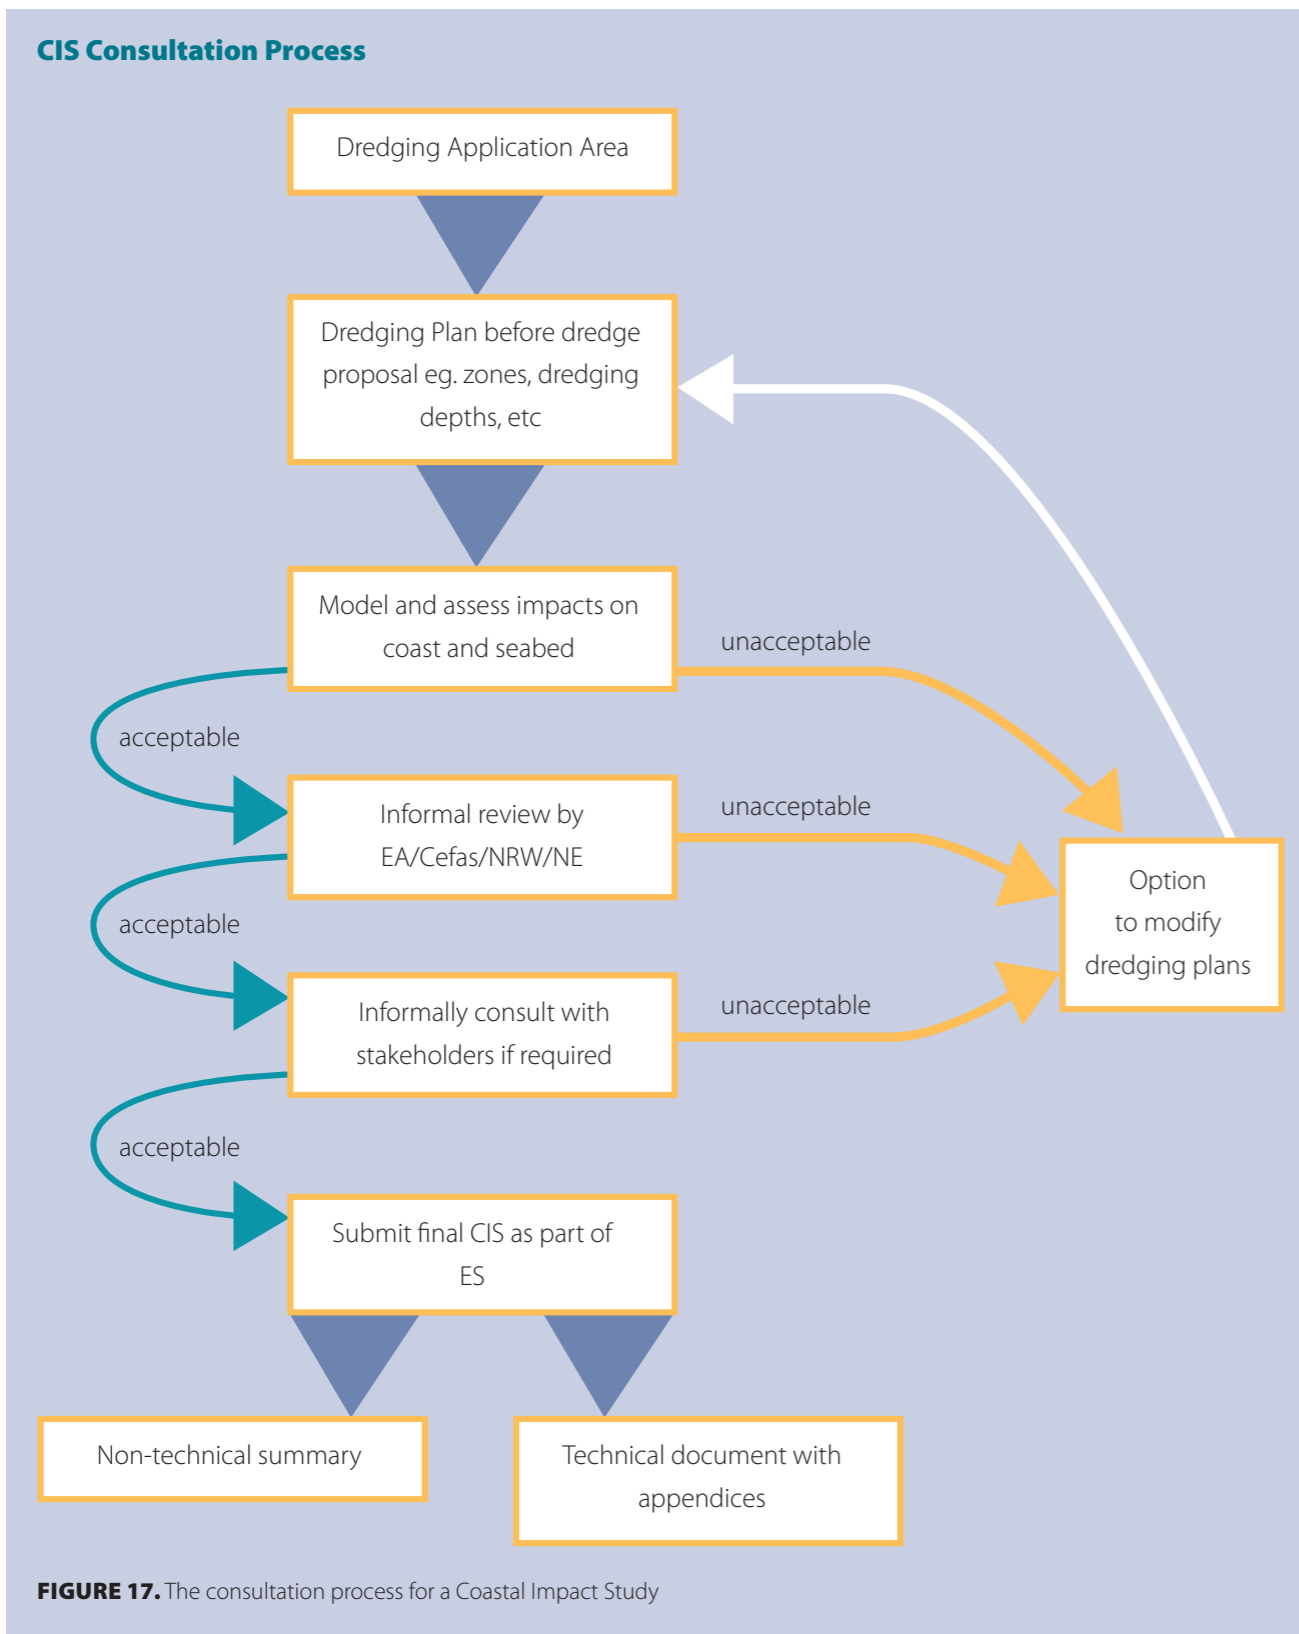 CIS Consultation Process
Dredging Application Area
Dredging Plan before dredge
proposal eg. zones, dredging
depths, etc
Model and assess impacts on
coast and seabed
unacceptable
acceptable
Informal review by
EA/Cefas/NRW/NE
unacceptable
Option
to modify
dredging plans
acceptable
Informally consult with
stakeholders if required
unacceptable
acceptable
Submit final CIS as part of
ES
Non-technical summary
Technical document with
appendices
FIGURE 17. The consultation process for a Coastal Impact Study